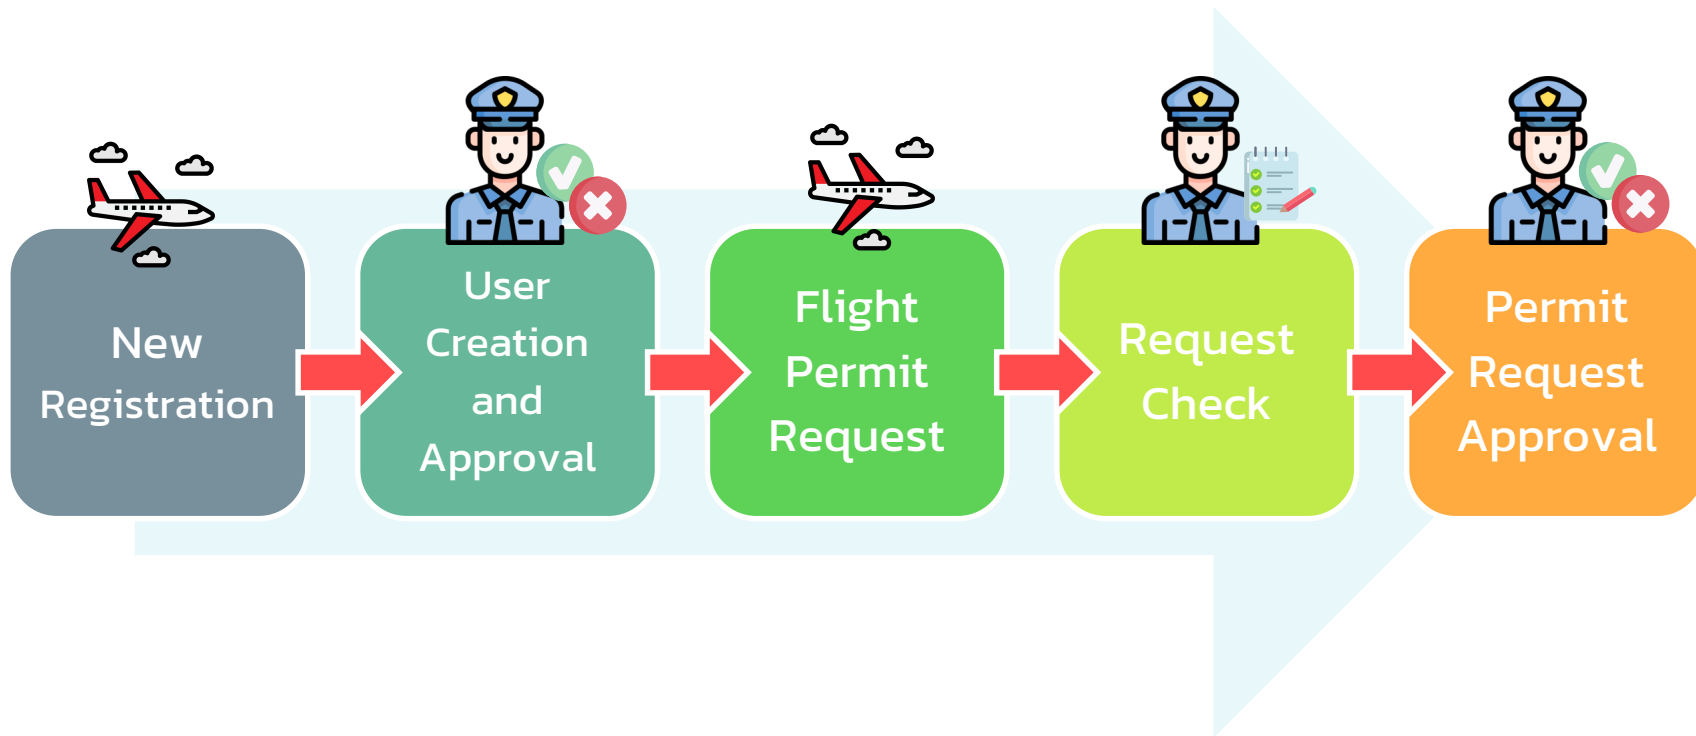 New
Registration
User
Creation
and
Approval
Flight
Permit
Request
Request
Check
Permit
Request
Approval